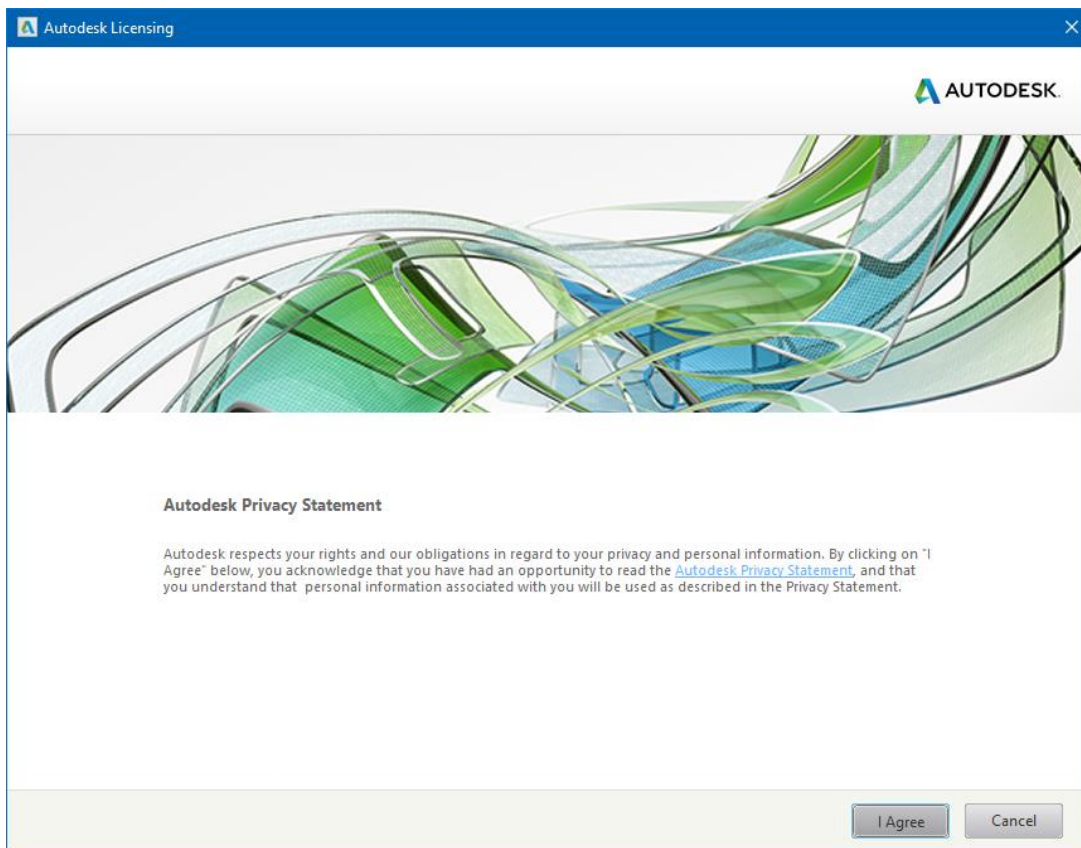 Autodesk Licensing
AUTODESK.
Autodesk Privacy Statement
Autodesk respects your rights and our obligations in regard to your privacy and personal information. By clicking on "I
Agree" below, you acknowledge that you have had an opportunity to read the Autodesk Privacy Statement, and that
you understand that  personal information associated with you will be used as described in the Privacy Statement.
I Agree
Cancel